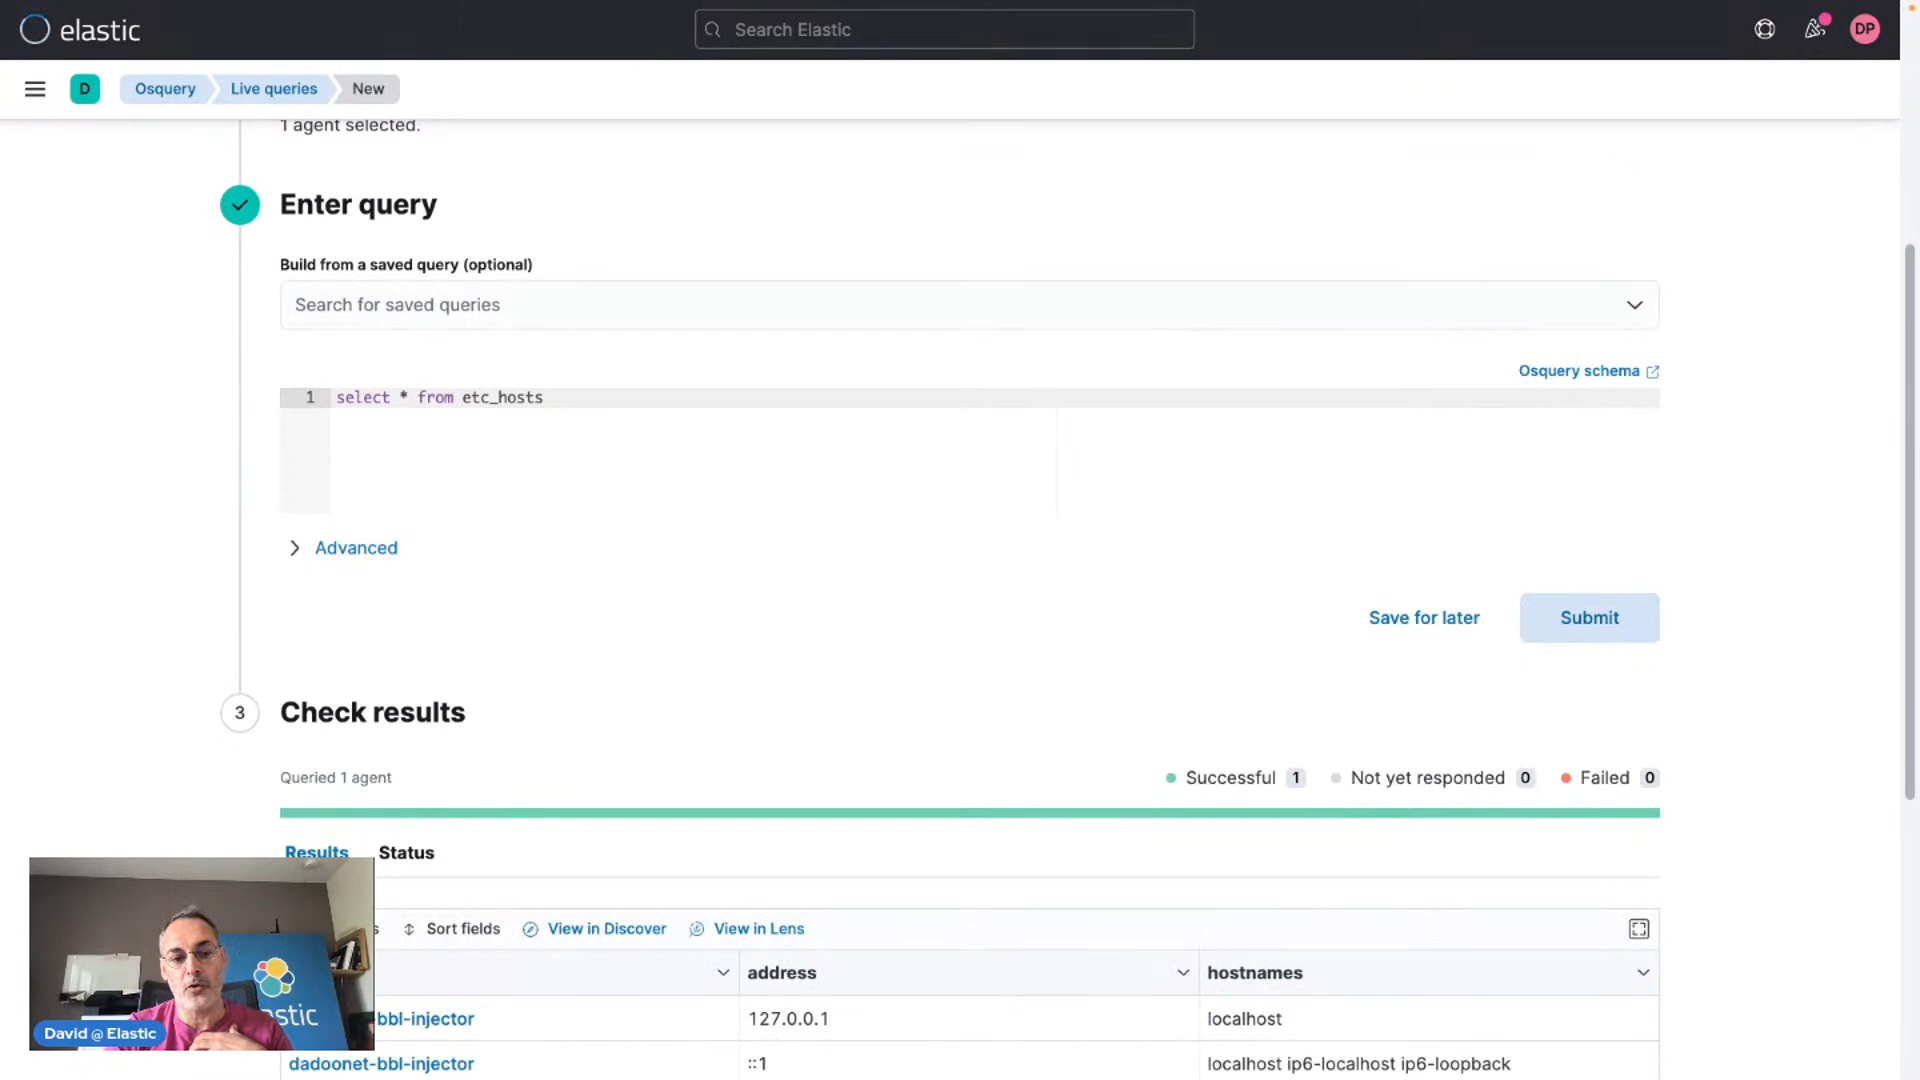 elastic
Search Elastic
DP
D
Osquery
Live queries
New
1 agent selected.
Enter query
Build from a saved query (optional)
Search for saved queries
Osquery schema
1 select * from etc_hosts
Advanced
Save for later
Submit
3
Check results
Queried 1 agent
Successful 1
Not yet responded 0
Failed 0
Results
Status
Sort fields
View in Discover
View in Lens
address
hostnames
-bbl-injector
127.0.0.1
localhost
dadoonet-bbl-injector
::1
localhost ip6-localhost ip6-loopback
stic
David @ Elastic